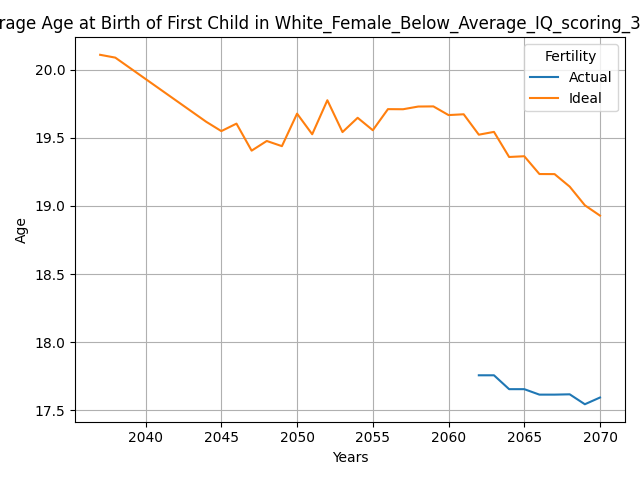 rage Age at Birth of First Child in White_Female_Below_Average_IQ_scoring_3
Fertility
Actual
Ideal
20.0
19.5
19.0
18.5
18.0
17.5
Age
2040 2045 2050 2055 2060 2065 2070
Years